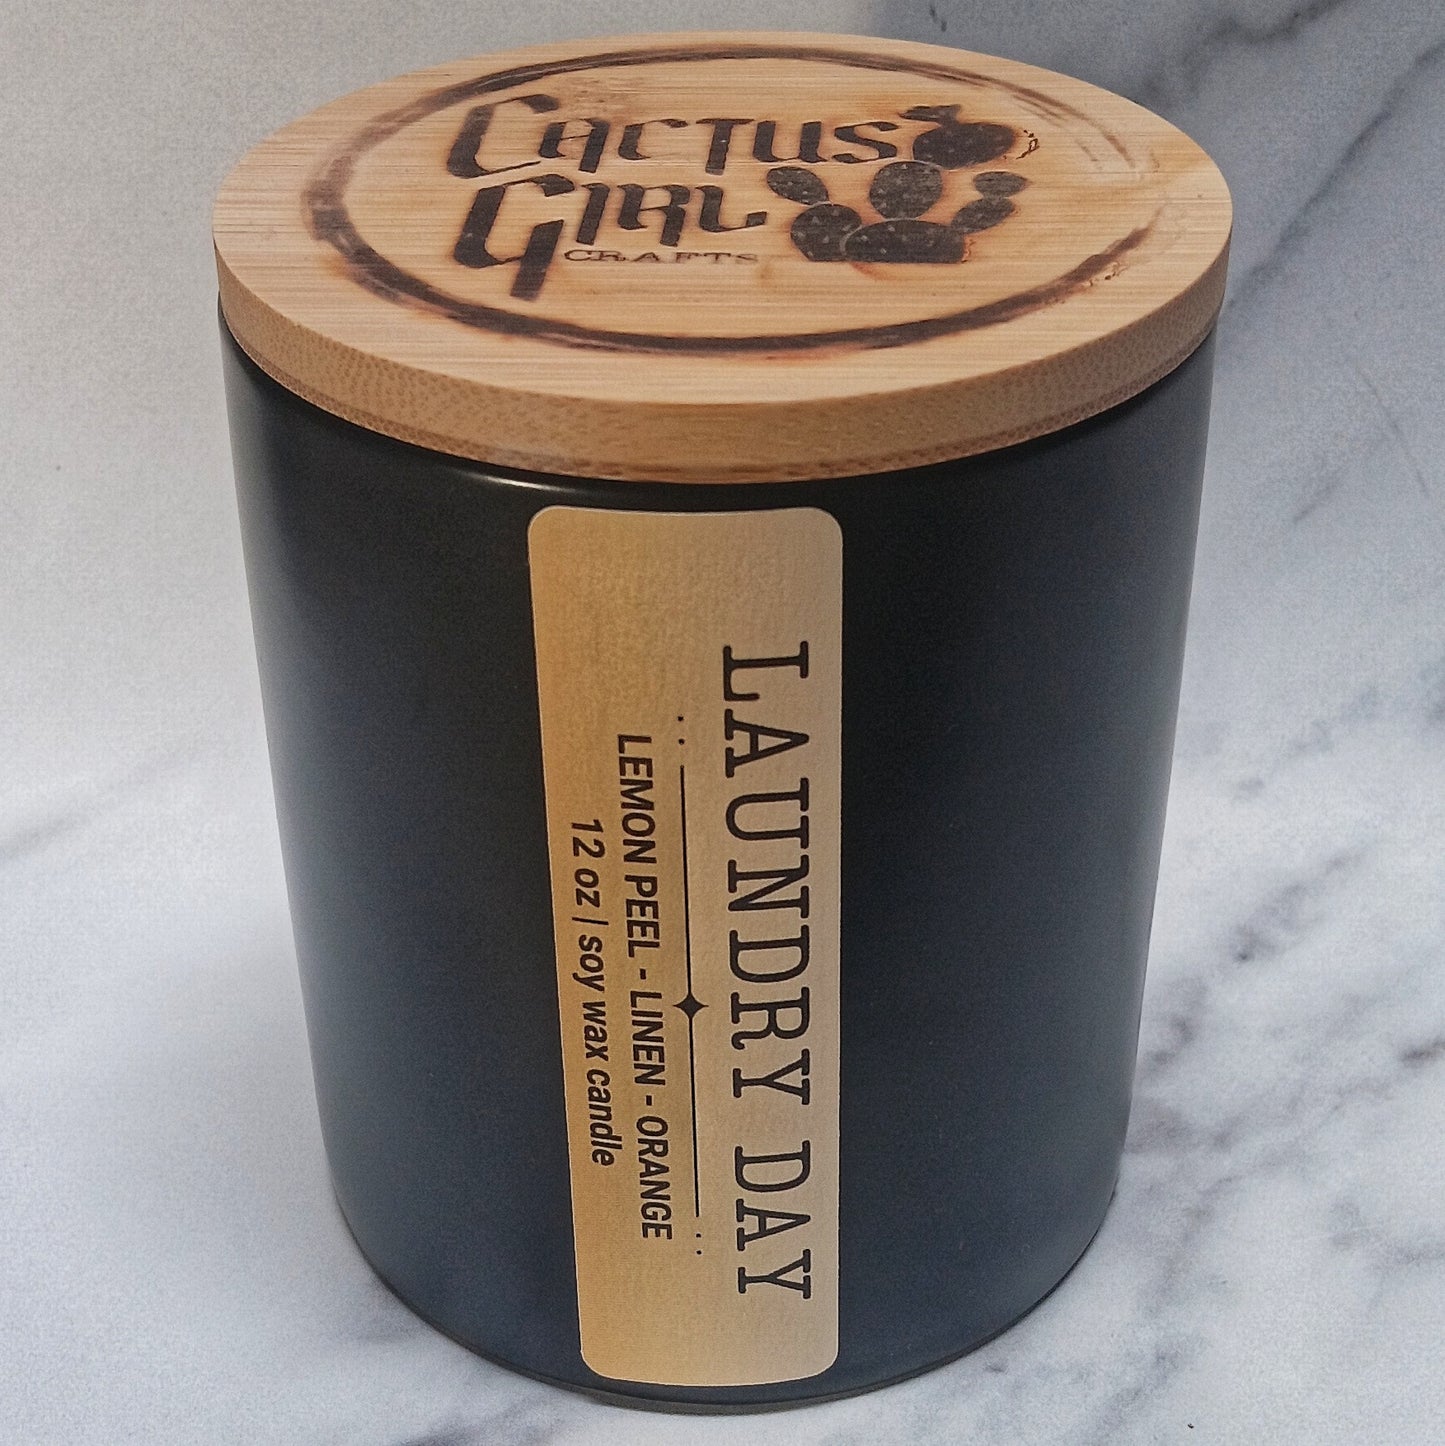 CACTUS
GIRL
CRAFTS
LAUNDRY DAY
LEMON PEEL - LINEN - ORANGE
12 oz | soy wax candle